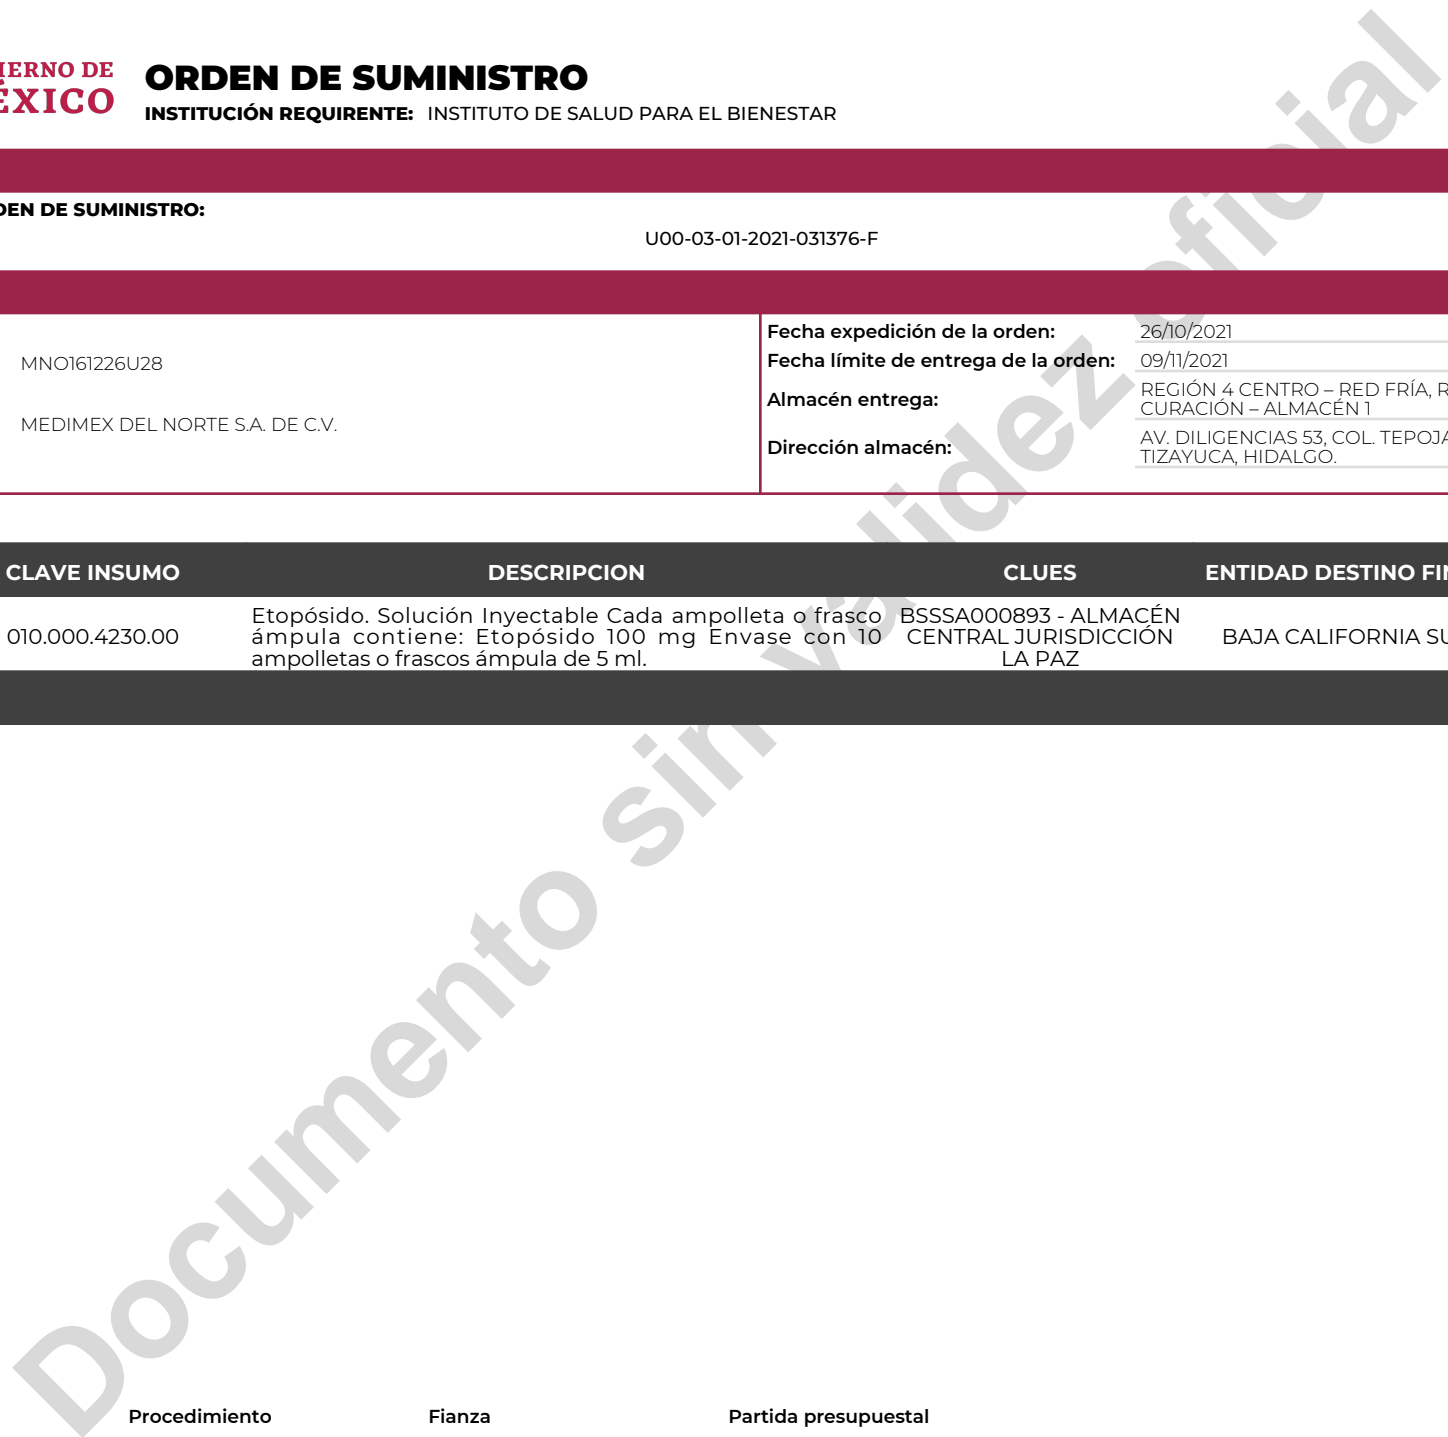 IERNO DE
ÉXICO
ORDEN DE SUMINISTRO
INSTITUCIÓN REQUIRENTE: INSTITUTO DE SALUD PARA EL BIENESTAR
DEN DE SUMINISTRO:
U00-03-01-2021-031376-F
MNO161226U28
MEDIMEX DEL NORTE S.A. DE C.V.
Fecha expedición de la orden: 26/10/2021
Fecha límite de entrega de la orden: 09/11/2021
Almacén entrega: REGIÓN 4 CENTRO – RED FRÍA, R
CURACIÓN – ALMACÉN 1
Dirección almacén: AV. DILIGENCIAS 53, COL. TEPOJA
TIZAYUCA, HIDALGO.
CLAVE INSUMO DESCRIPCION CLUES ENTIDAD DESTINO FIN
010.000.4230.00
Etopósido. Solución Inyectable Cada ampolleta o frasco
ámpula contiene: Etopósido 100 mg Envase con 10
ampolletas o frascos ámpula de 5 ml.
BSSSA000893 - ALMACÉN
CENTRAL JURISDICCIÓN
LA PAZ
BAJA CALIFORNIA SU
Documento sin validez oficial
Procedimiento Fianza Partida presupuestal